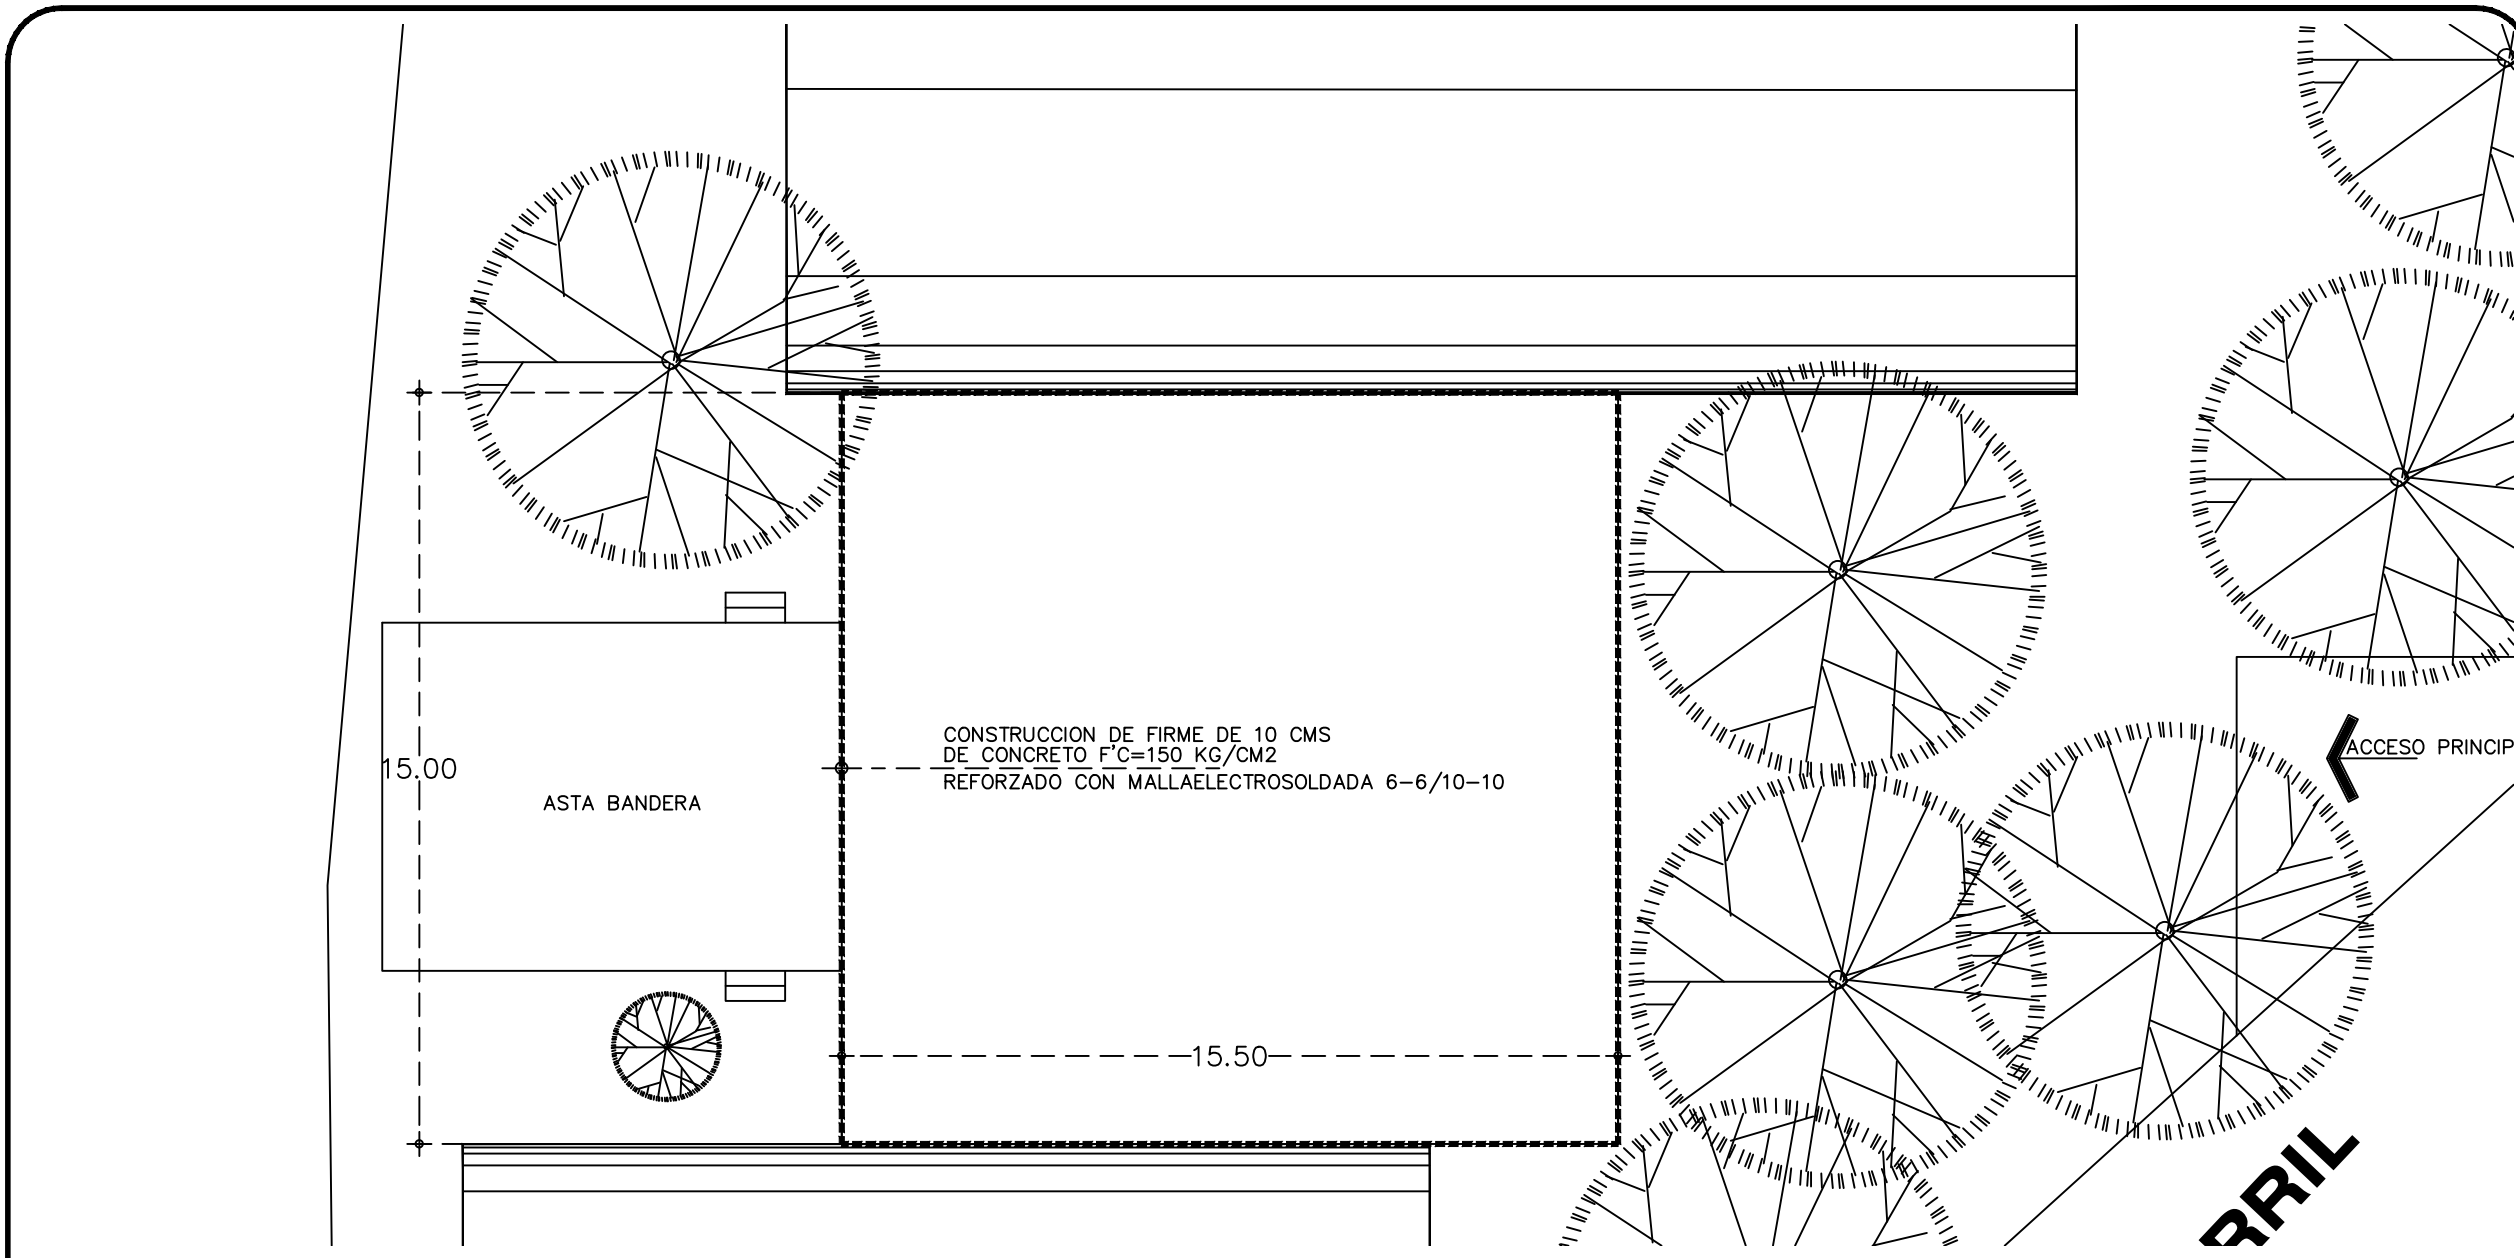 CONSTRUCCION DE FIRME DE 10 CMS
DE CONCRETO F'C=150 KG/CM2
REFORZADO CON MALLAELECTROSOLDADA 6-6/10-10
15.00
ASTA BANDERA
ACCESO PRINCIP
15.50
RRIL